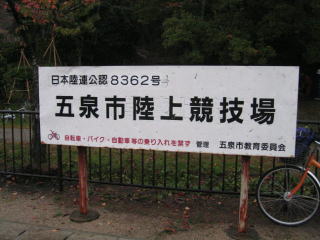 日本陸連公認8362号
五泉市陸上競技場
自転車・バイク・自動車等の乗り入れを禁ず 管理 五泉市教育委員会